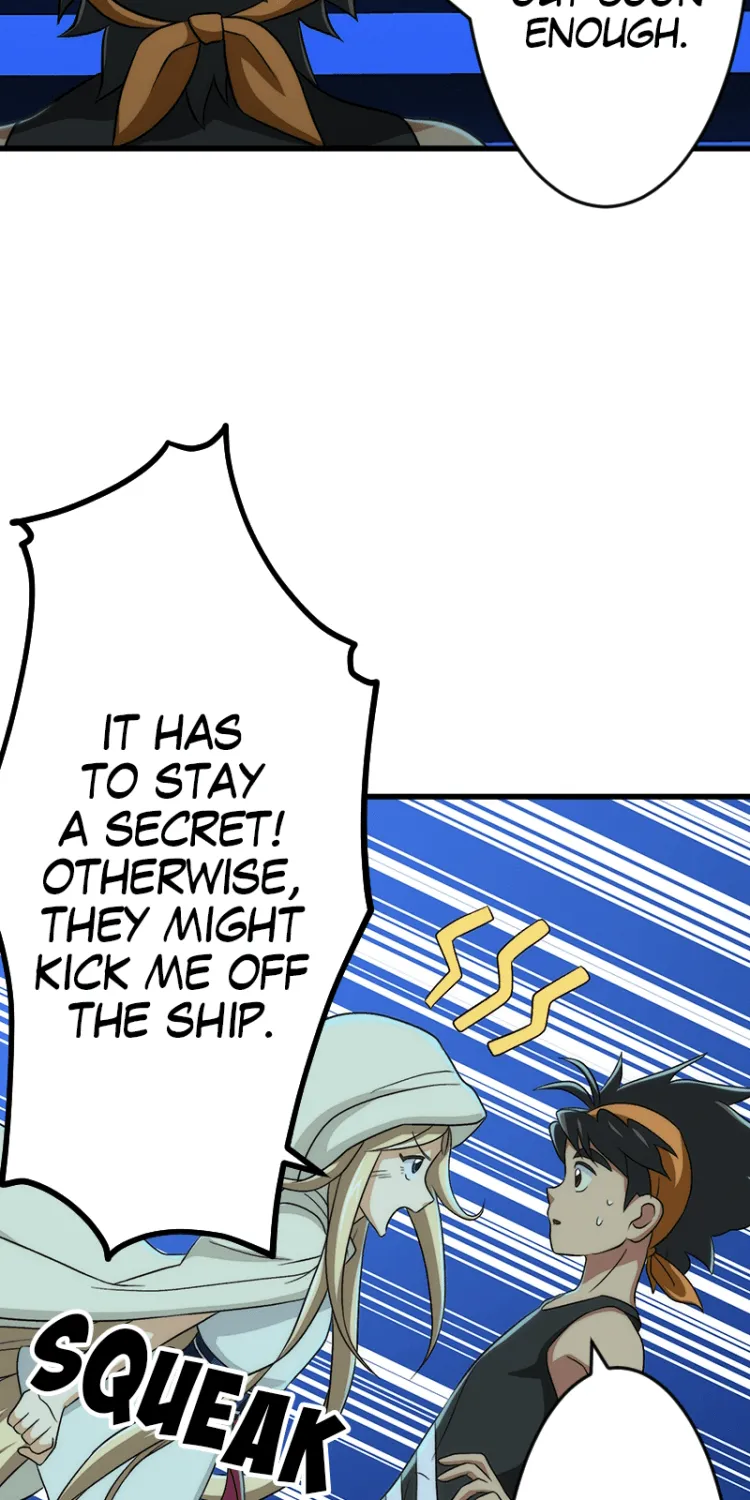 ENOUGH.
IT HAS
TO STAY
A SECRET!
OTHERWISE,
THEY MIGHT
KICK ME OFF
THE SHIP.
SQUEAK